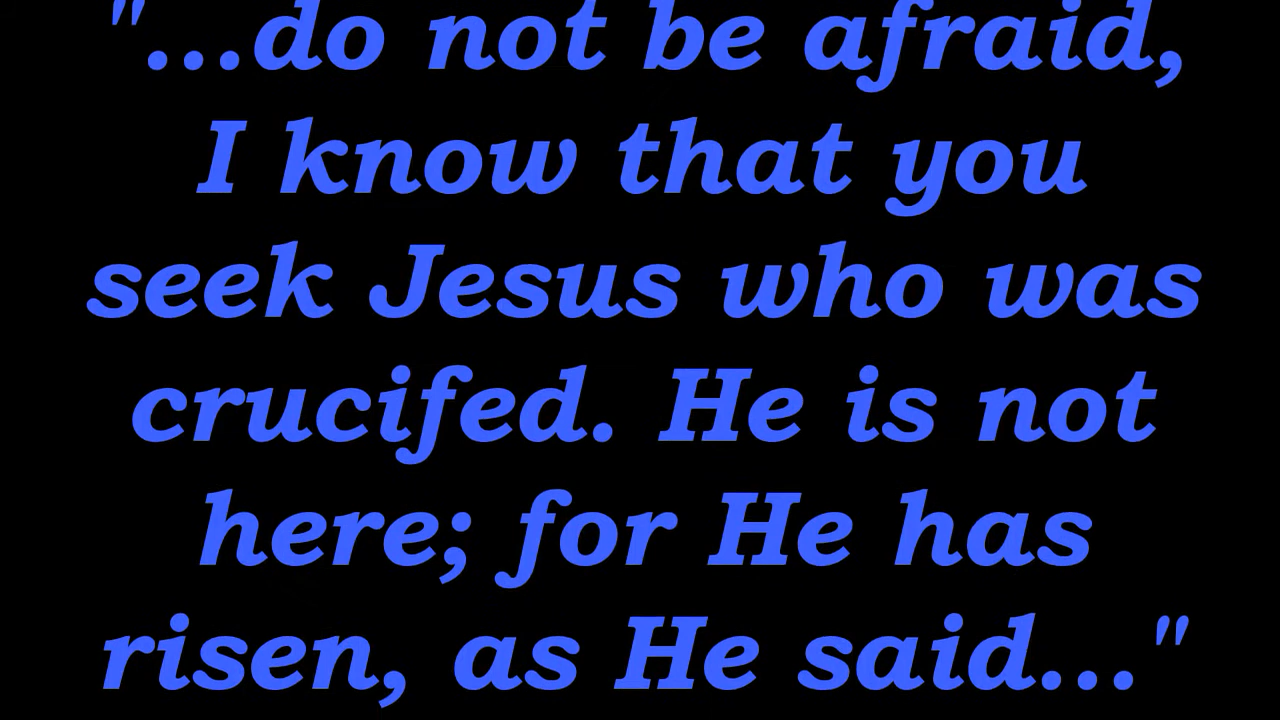 "...do not be afraid,
I know that you
seek Jesus who was
crucifed. He is not
here; for He has
risen, as He said..."